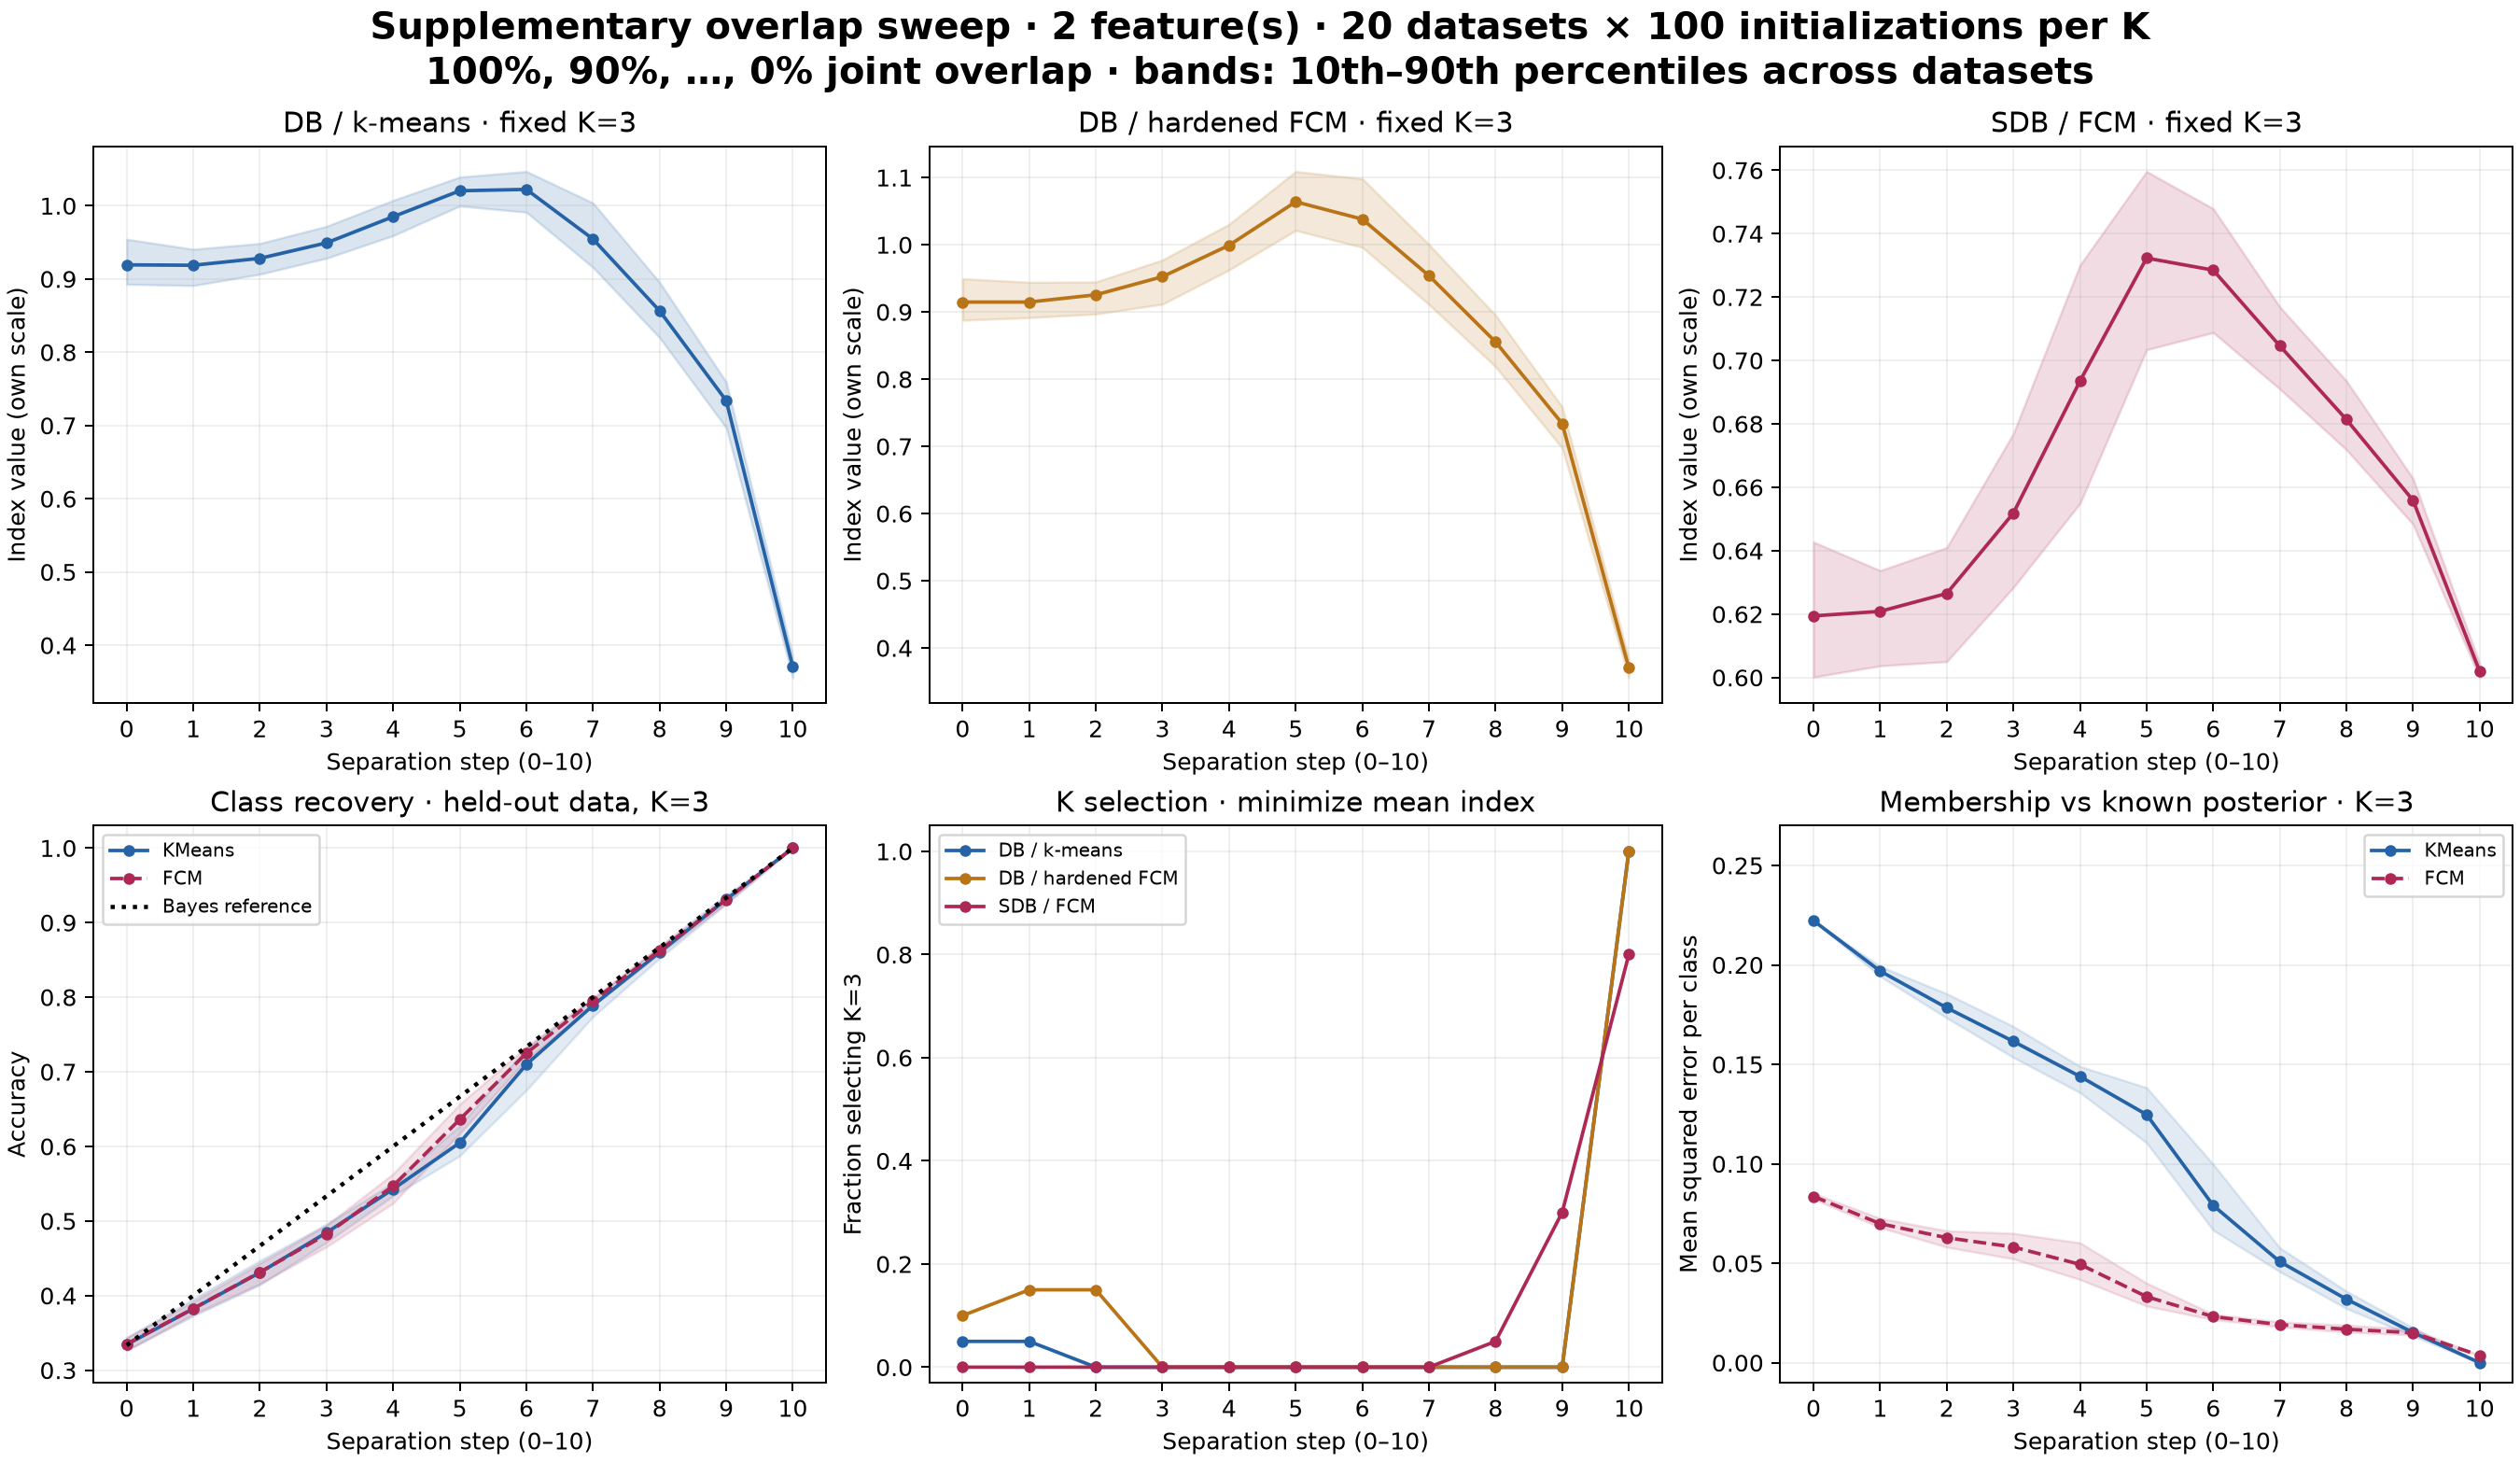 Supplementary overlap sweep · 2 feature(s) · 20 datasets × 100 initializations per K
100%, 90%, ..., 0% joint overlap · bands: 10th–90th percentiles across datasets
DB / k-means · fixed K=3
Index value (own scale)
1.0
0.9
0.8
0.7
0.6
0.5
0.4
0 1 2 3 4 5 6 7 8 9 10
Separation step (0–10)
DB / hardened FCM · fixed K=3
Index value (own scale)
1.1
1.0
0.9
0.8
0.7
0.6
0.5
0.4
0 1 2 3 4 5 6 7 8 9 10
Separation step (0–10)
SDB / FCM · fixed K=3
Index value (own scale)
0.76
0.74
0.72
0.70
0.68
0.66
0.64
0.62
0.60
0 1 2 3 4 5 6 7 8 9 10
Separation step (0–10)
Class recovery · held-out data, K=3
KMeans
FCM
Bayes reference
Accuracy
1.0
0.9
0.8
0.7
0.6
0.5
0.4
0.3
0 1 2 3 4 5 6 7 8 9 10
Separation step (0–10)
K selection · minimize mean index
DB / k-means
DB / hardened FCM
SDB / FCM
Fraction selecting K=3
1.0
0.8
0.6
0.4
0.2
0.0
0 1 2 3 4 5 6 7 8 9 10
Separation step (0–10)
Membership vs known posterior · K=3
KMeans
FCM
Mean squared error per class
0.25
0.20
0.15
0.10
0.05
0.00
0 1 2 3 4 5 6 7 8 9 10
Separation step (0–10)